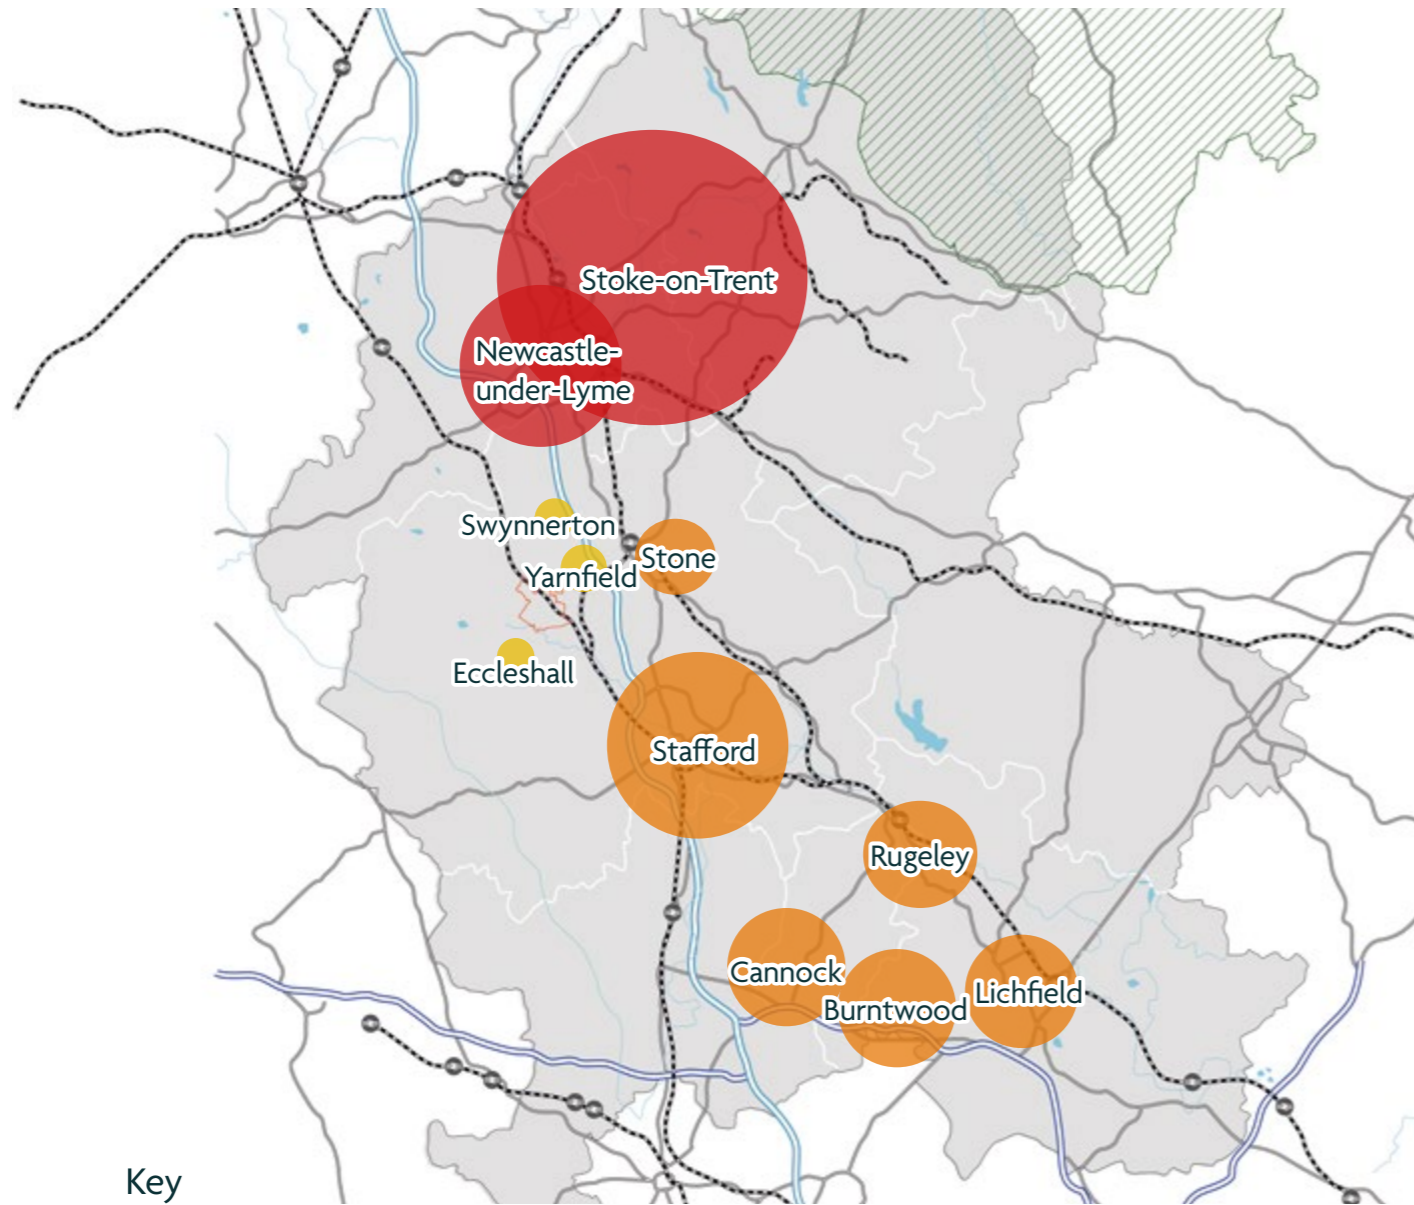 Stoke-on-Trent
Newcastle-
under-Lyme
Swynnerton
Stone
Yarnfield
Eccleshall
Stafford
Rugeley
Cannock
Lichfield
Burntwood
Key